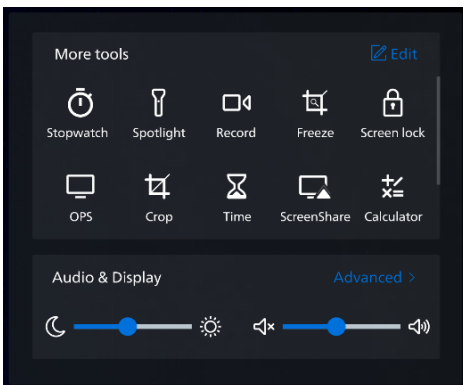 More tools
Edit
Stopwatch Spotlight Record Freeze Screen lock
OPS Crop Time ScreenShare Calculator
Audio & Display
Advanced >